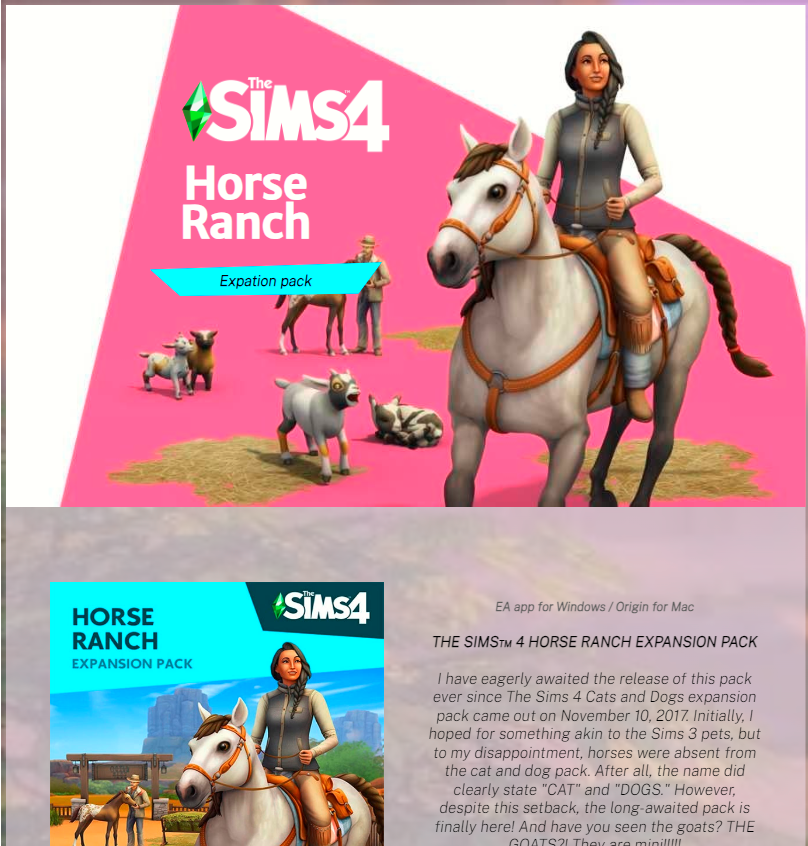 The
SIMS4
Horse
Ranch
Expation pack
HORSE
RANCH
EXPANSION PACK
The
SIMS4
EA app for Windows / Origin for Mac
THE SIMS™ 4 HORSE RANCH EXPANSION PACK
I have eagerly awaited the release of this pack
ever since The Sims 4 Cats and Dogs expansion
pack came out on November 10, 2017. Initially, I
hoped for something akin to the Sims 3 pets, but
to my disappointment, horses were absent from
the cat and dog pack. After all, the name did
clearly state "CAT" and "DOGS." However,
despite this setback, the long-awaited pack is
finally here! And have you seen the goats? THE
GOATS?! They are mini!!!!!